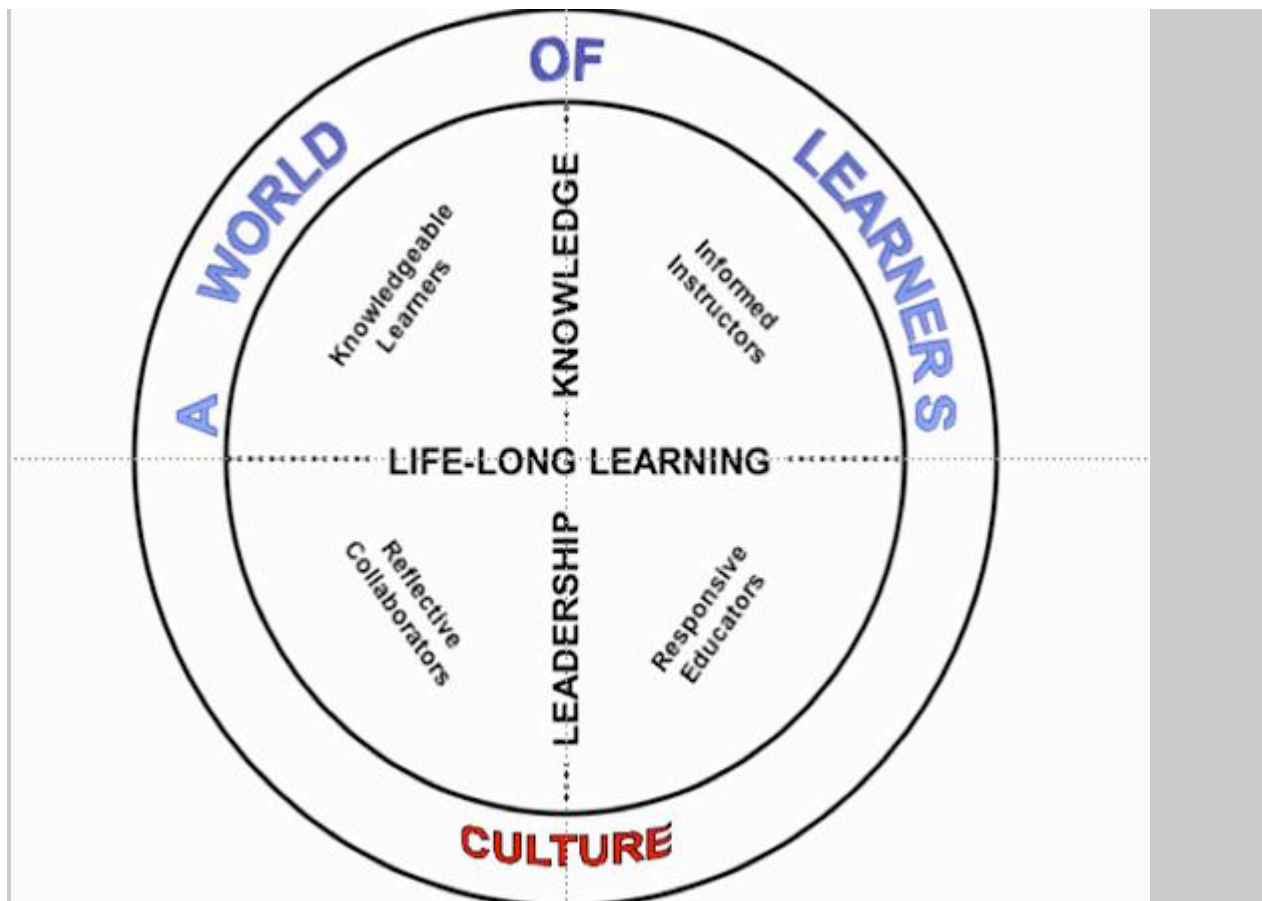 A WORLD OF LEARNERS
KNOWLEDGE
Knowledgeable
Learners
Informed
Instructors
LIFE-LONG LEARNING
LEADERSHIP
Reflective
Collaborators
Responsive
Educators
CULTURE